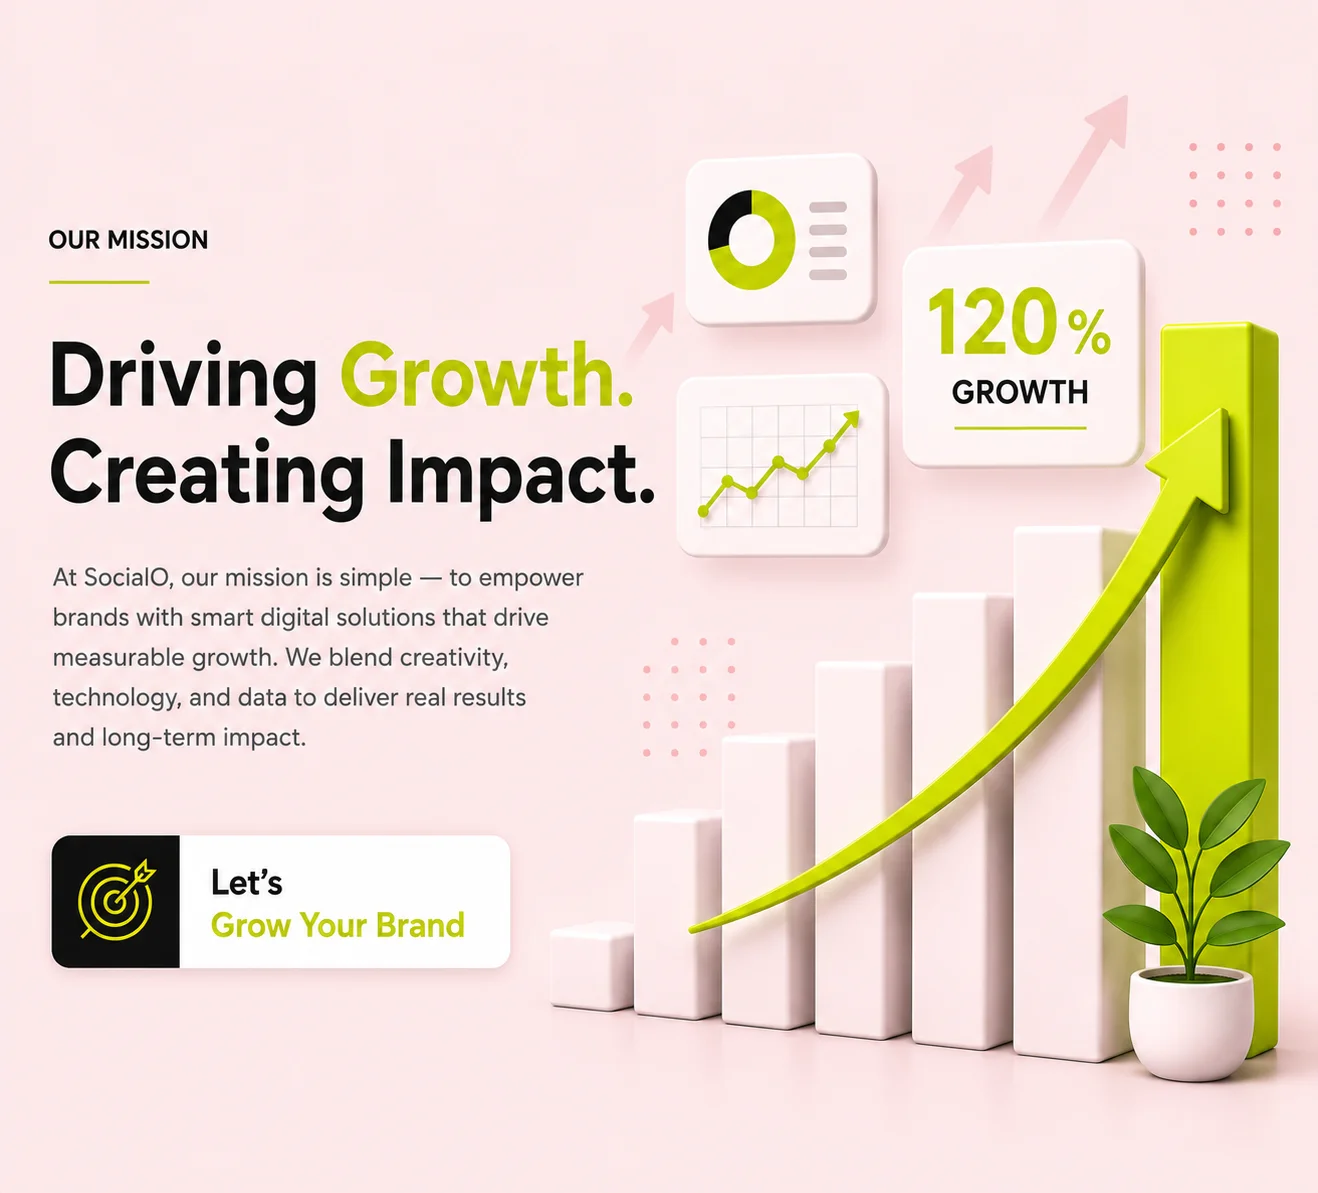 OUR MISSION
Driving Growth.
Creating Impact.
At SocialO, our mission is simple — to empower
brands with smart digital solutions that drive
measurable growth. We blend creativity,
technology, and data to deliver real results
and long-term impact.
Let’s
Grow Your Brand
120 %
GROWTH